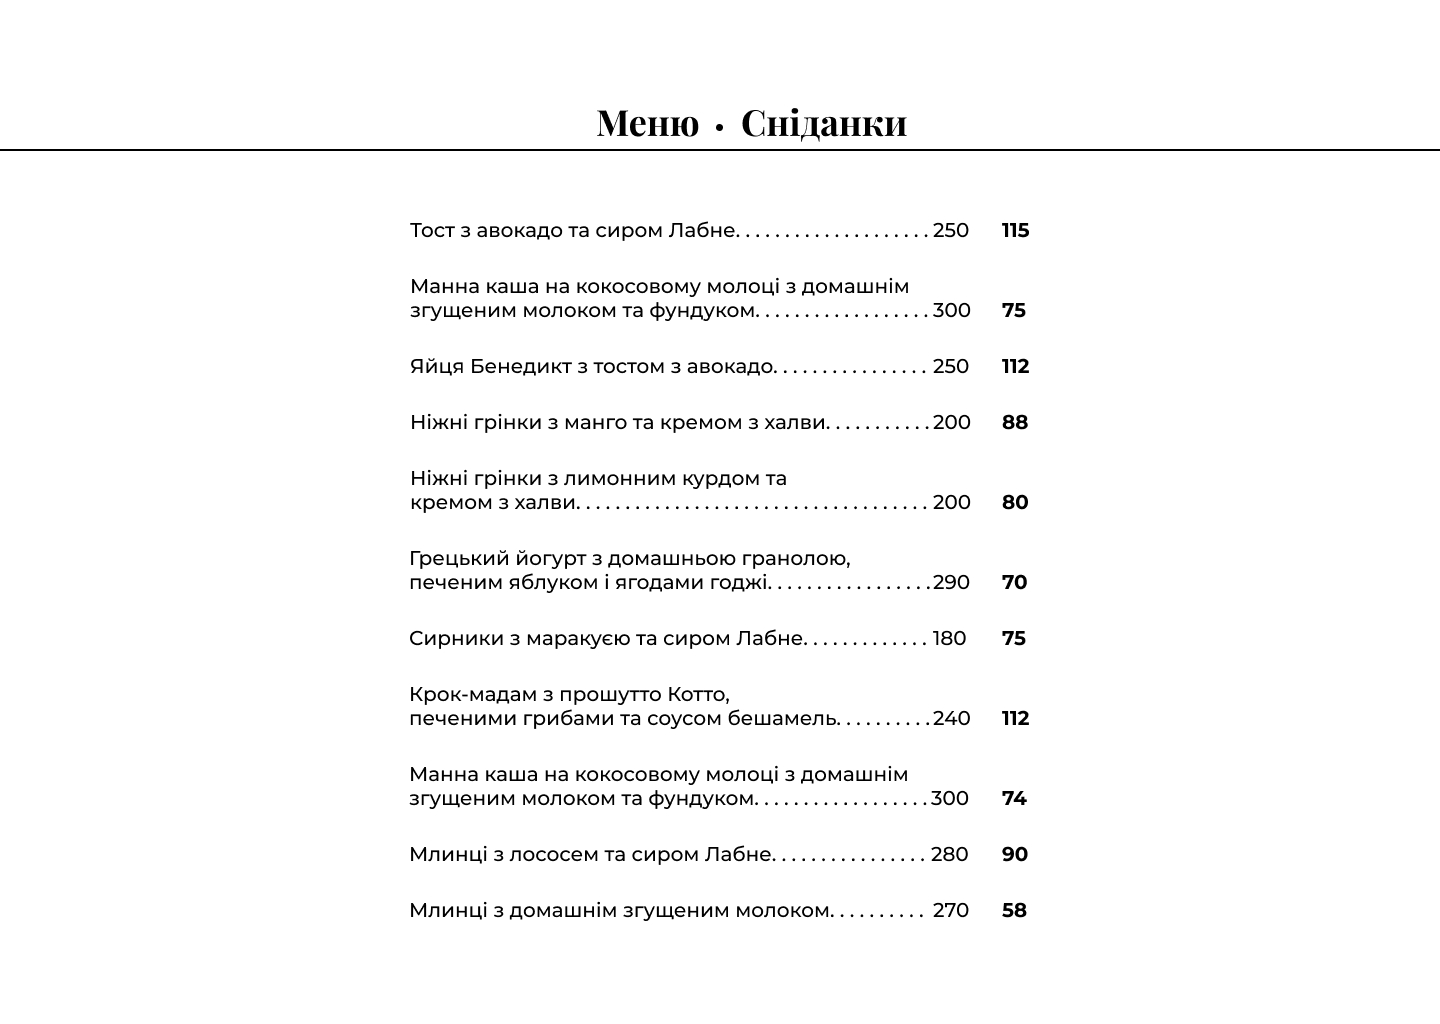 Меню • Сніданки
Тост з авокадо та сиром Лабне. . . . . . . . . . . . . . . . . . . . 250 115
Манна каша на кокосовому молоці з домашнім
згущеним молоком та фундуком. . . . . . . . . . . . . . . . . . 300 75
Яйця Бенедикт з тостом з авокадо. . . . . . . . . . . . . . . . 250 112
Ніжні грінки з манго та кремом з халви. . . . . . . . . . . 200 88
Ніжні грінки з лимонним курдом та
кремом з халви. . . . . . . . . . . . . . . . . . . . . . . . . . . . . . . . . . . . 200 80
Грецький йогурт з домашньою гранолою,
печеним яблуком і ягодами годжі. . . . . . . . . . . . . . . . . 290 70
Сирники з маракуєю та сиром Лабне. . . . . . . . . . . . . 180 75
Крок-мадам з прошутто Котто,
печеними грибами та соусом бешамель. . . . . . . . . . 240 112
Манна каша на кокосовому молоці з домашнім
згущеним молоком та фундуком. . . . . . . . . . . . . . . . . . 300 74
Млинці з лососем та сиром Лабне. . . . . . . . . . . . . . . . 280 90
Млинці з домашнім згущеним молоком. . . . . . . . . . 270 58